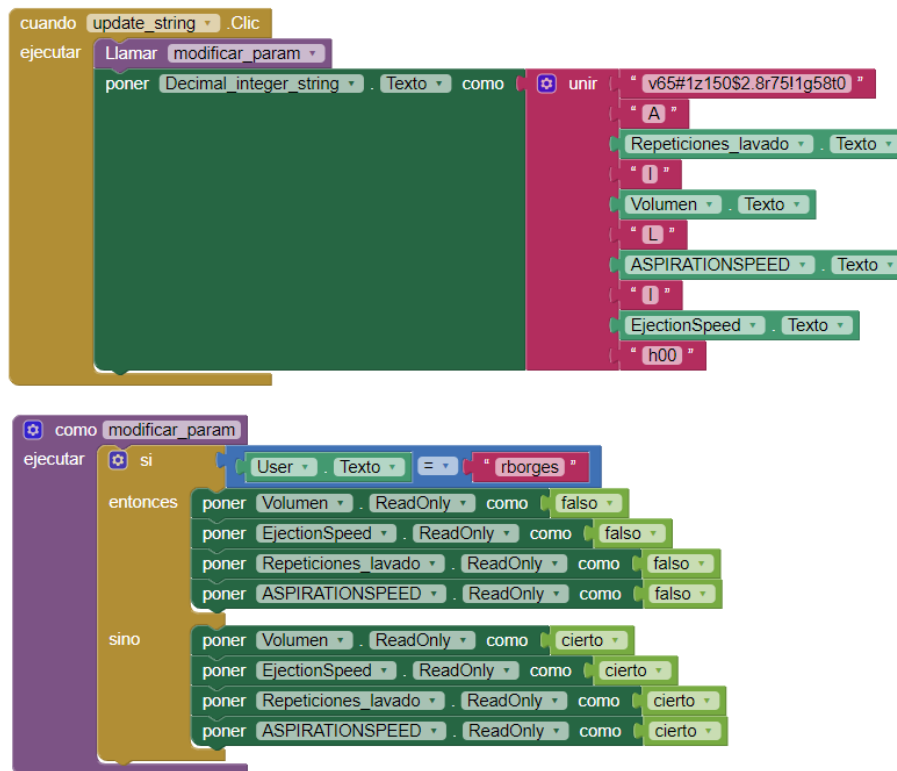 cuando update_string .Clic
ejecutar Llamar modificar_param
poner Decimal_integer_string . Texto como unir " v65#1z150$2.8r75!1g58t0 "
" A "
Repeticiones_lavado . Texto
" I "
Volumen . Texto
" L "
ASPIRATIONSPEED . Texto
" I "
EjectionSpeed . Texto
" h00 "
como modificar_param
ejecutar si User . Texto = " rborges "
entonces poner Volumen . ReadOnly como falso
poner EjectionSpeed . ReadOnly como falso
poner Repeticiones_lavado . ReadOnly como falso
poner ASPIRATIONSPEED . ReadOnly como falso
sino poner Volumen . ReadOnly como cierto
poner EjectionSpeed . ReadOnly como cierto
poner Repeticiones_lavado . ReadOnly como cierto
poner ASPIRATIONSPEED . ReadOnly como cierto